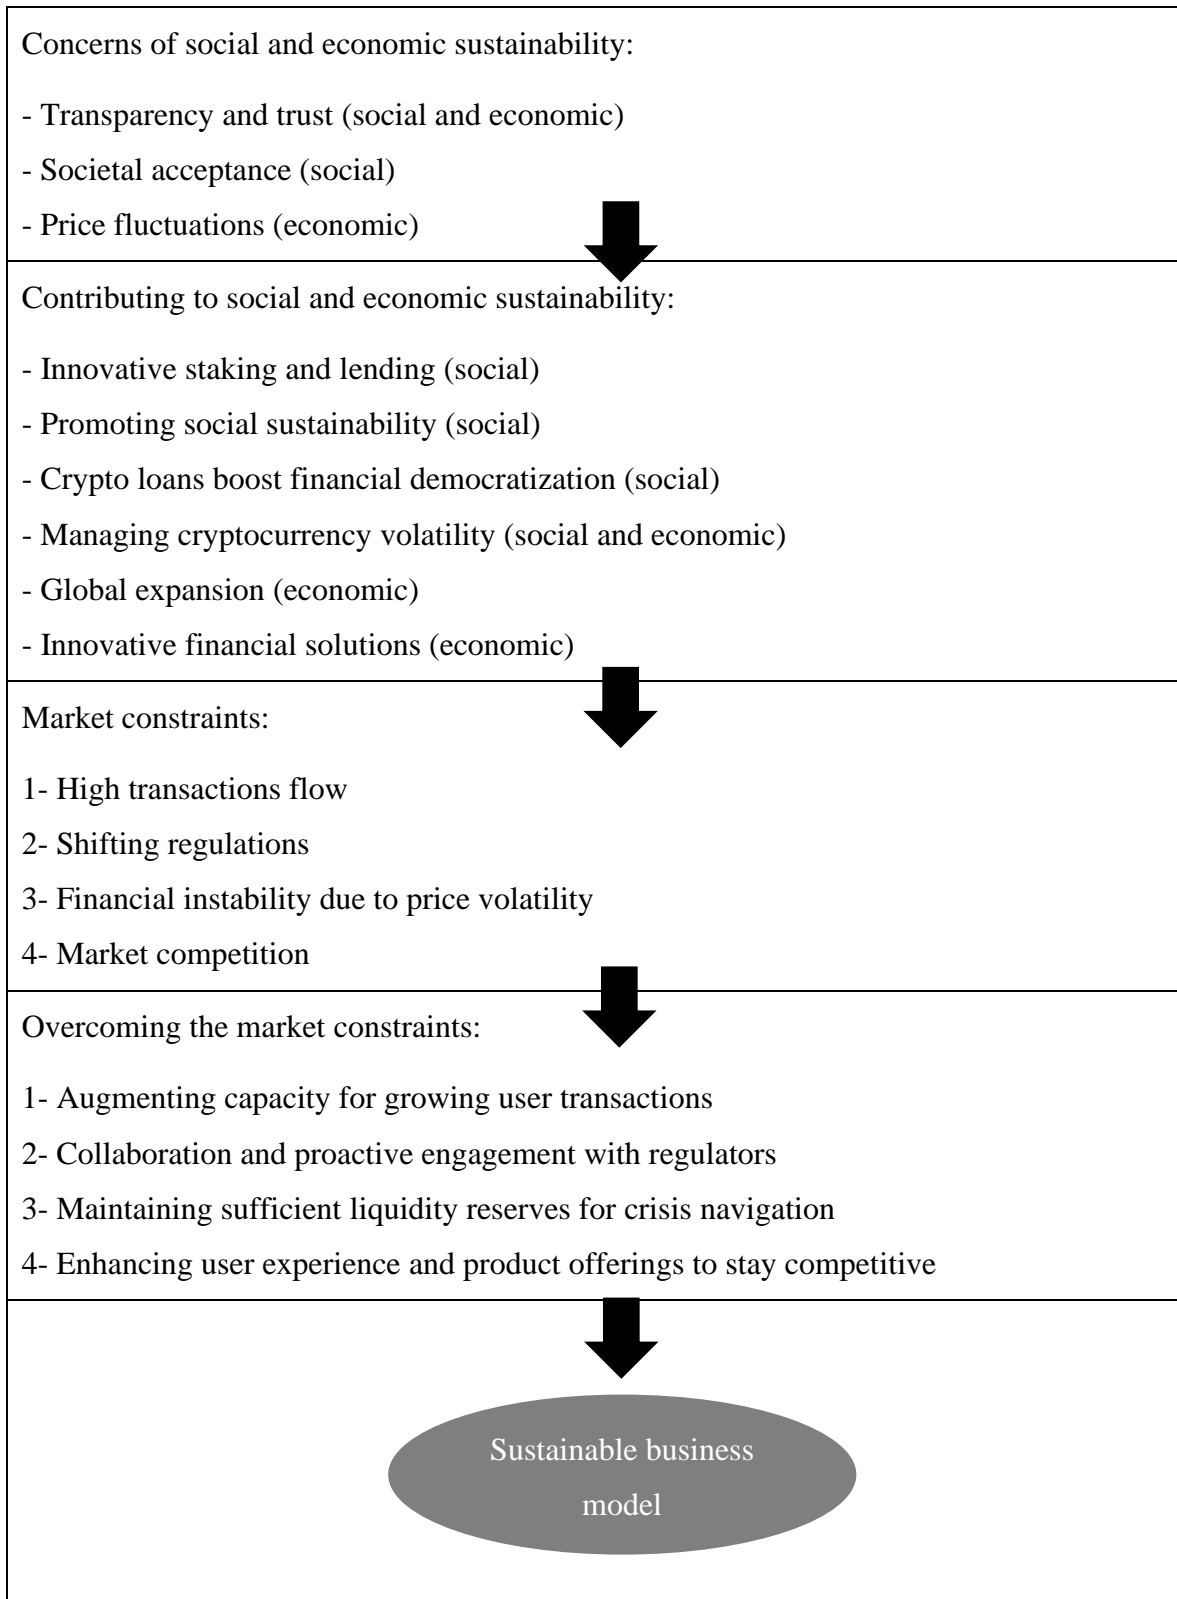 Concerns of social and economic sustainability:
- Transparency and trust (social and economic)
- Societal acceptance (social)
- Price fluctuations (economic)
Contributing to social and economic sustainability:
- Innovative staking and lending (social)
- Promoting social sustainability (social)
- Crypto loans boost financial democratization (social)
- Managing cryptocurrency volatility (social and economic)
- Global expansion (economic)
- Innovative financial solutions (economic)
Market constraints:
1- High transactions flow
2- Shifting regulations
3- Financial instability due to price volatility
4- Market competition
Overcoming the market constraints:
1- Augmenting capacity for growing user transactions
2- Collaboration and proactive engagement with regulators
3- Maintaining sufficient liquidity reserves for crisis navigation
4- Enhancing user experience and product offerings to stay competitive
Sustainable business
model